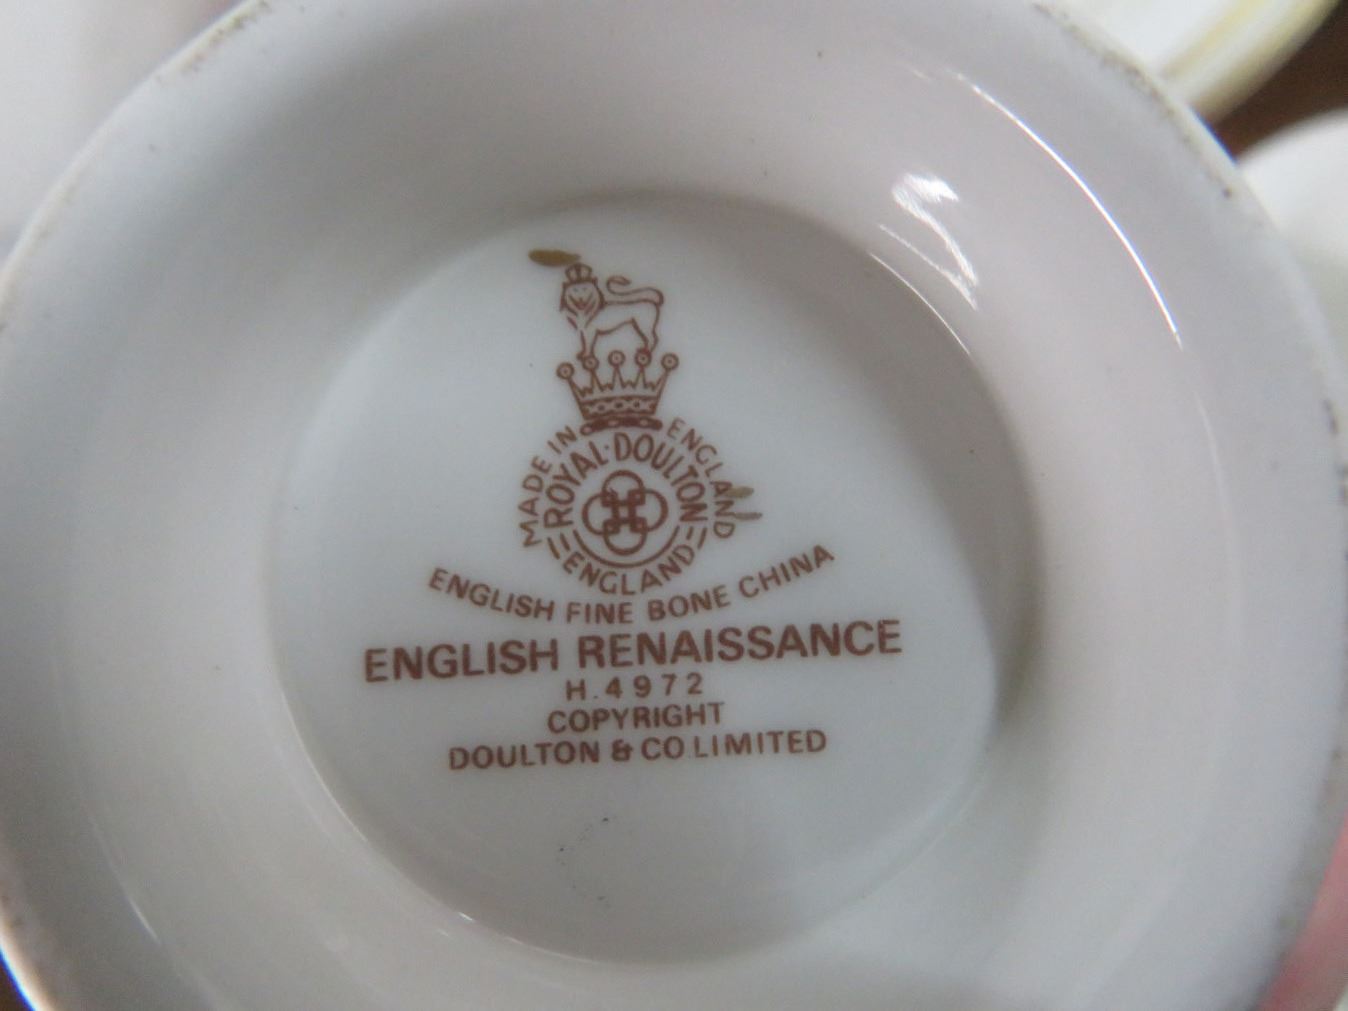 MADE IN ENGLAND
ROYAL·DOULTON
ENGLAND
ENGLISH FINE BONE CHINA
ENGLISH RENAISSANCE
H.4972
COPYRIGHT
DOULTON & CO.LIMITED